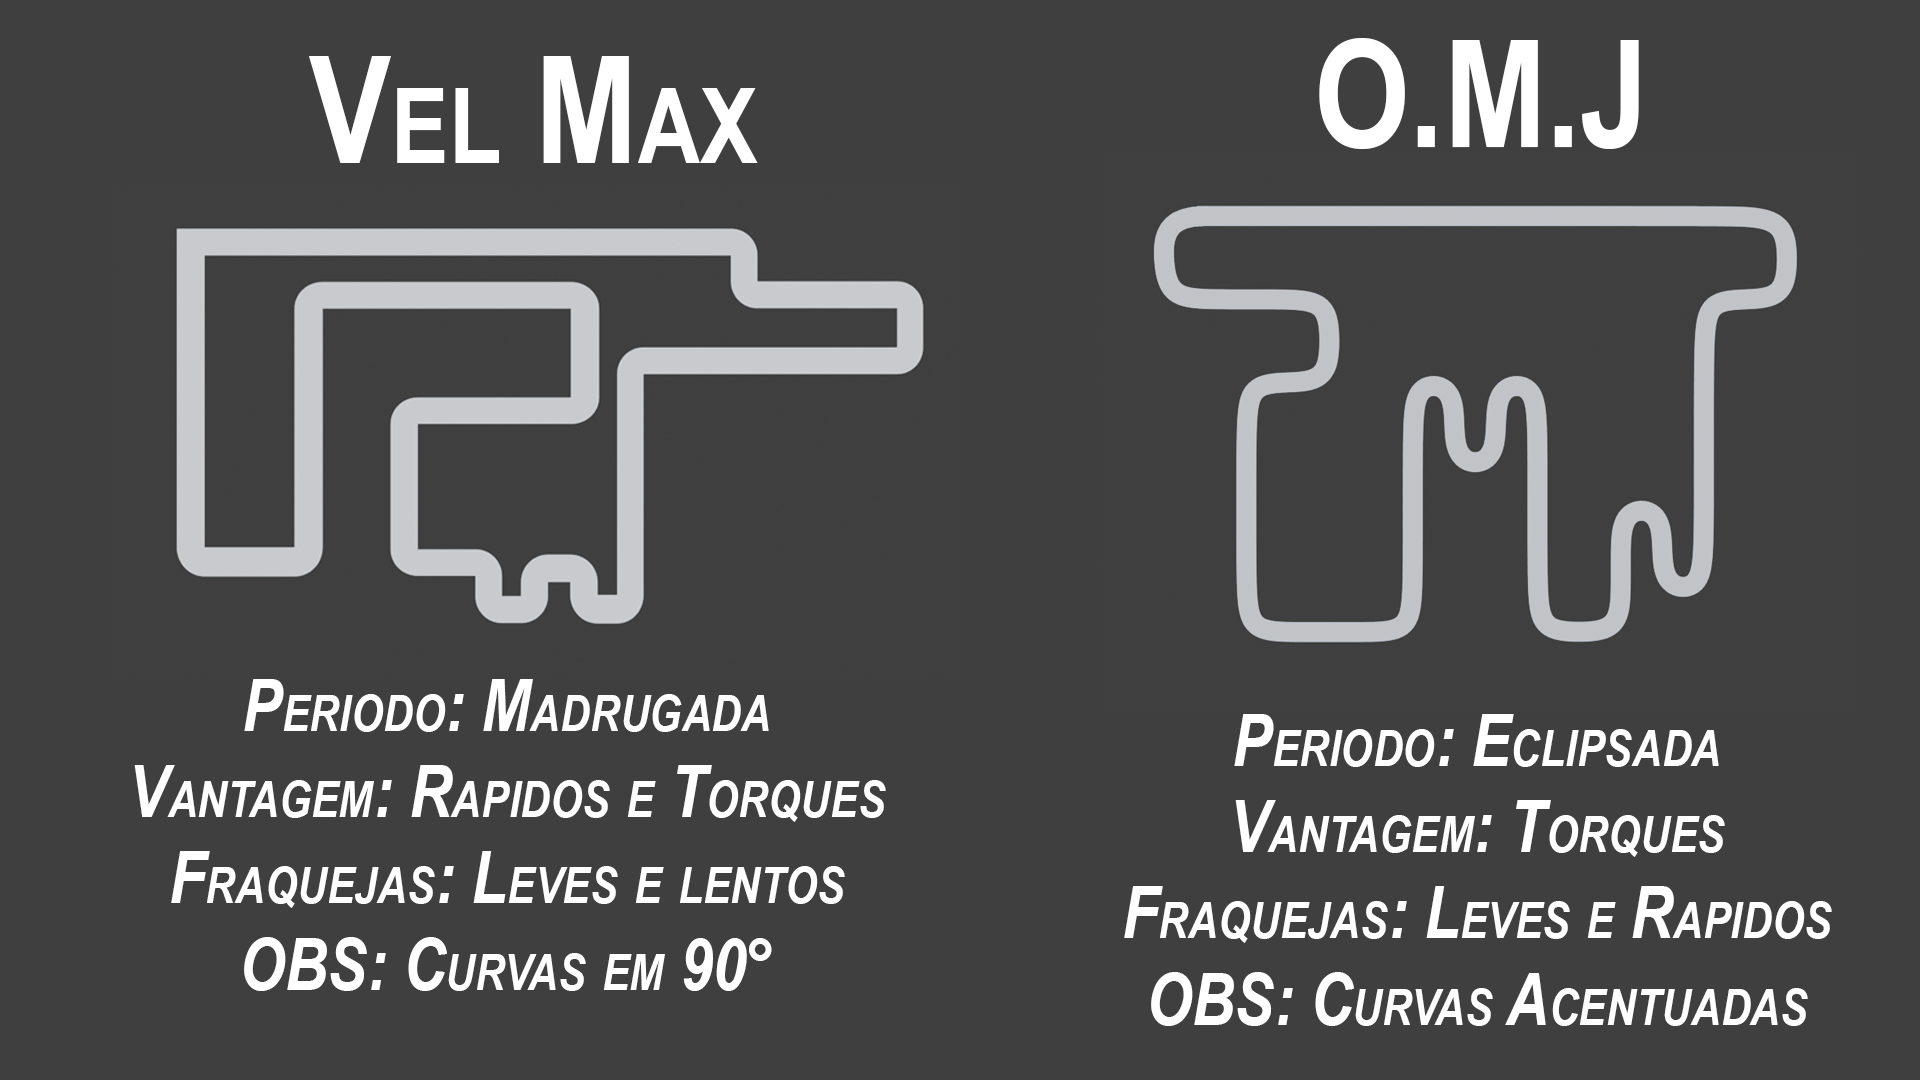 Vel Max
Periodo: Madrugada
Vantagem: Rapidos e Torques
Fraquejas: Leves e lentos
OBS: Curvas em 90°
O.M.J
Periodo: Eclipsada
Vantagem: Torques
Fraquejas: Leves e Rapidos
OBS: Curvas Acentuadas